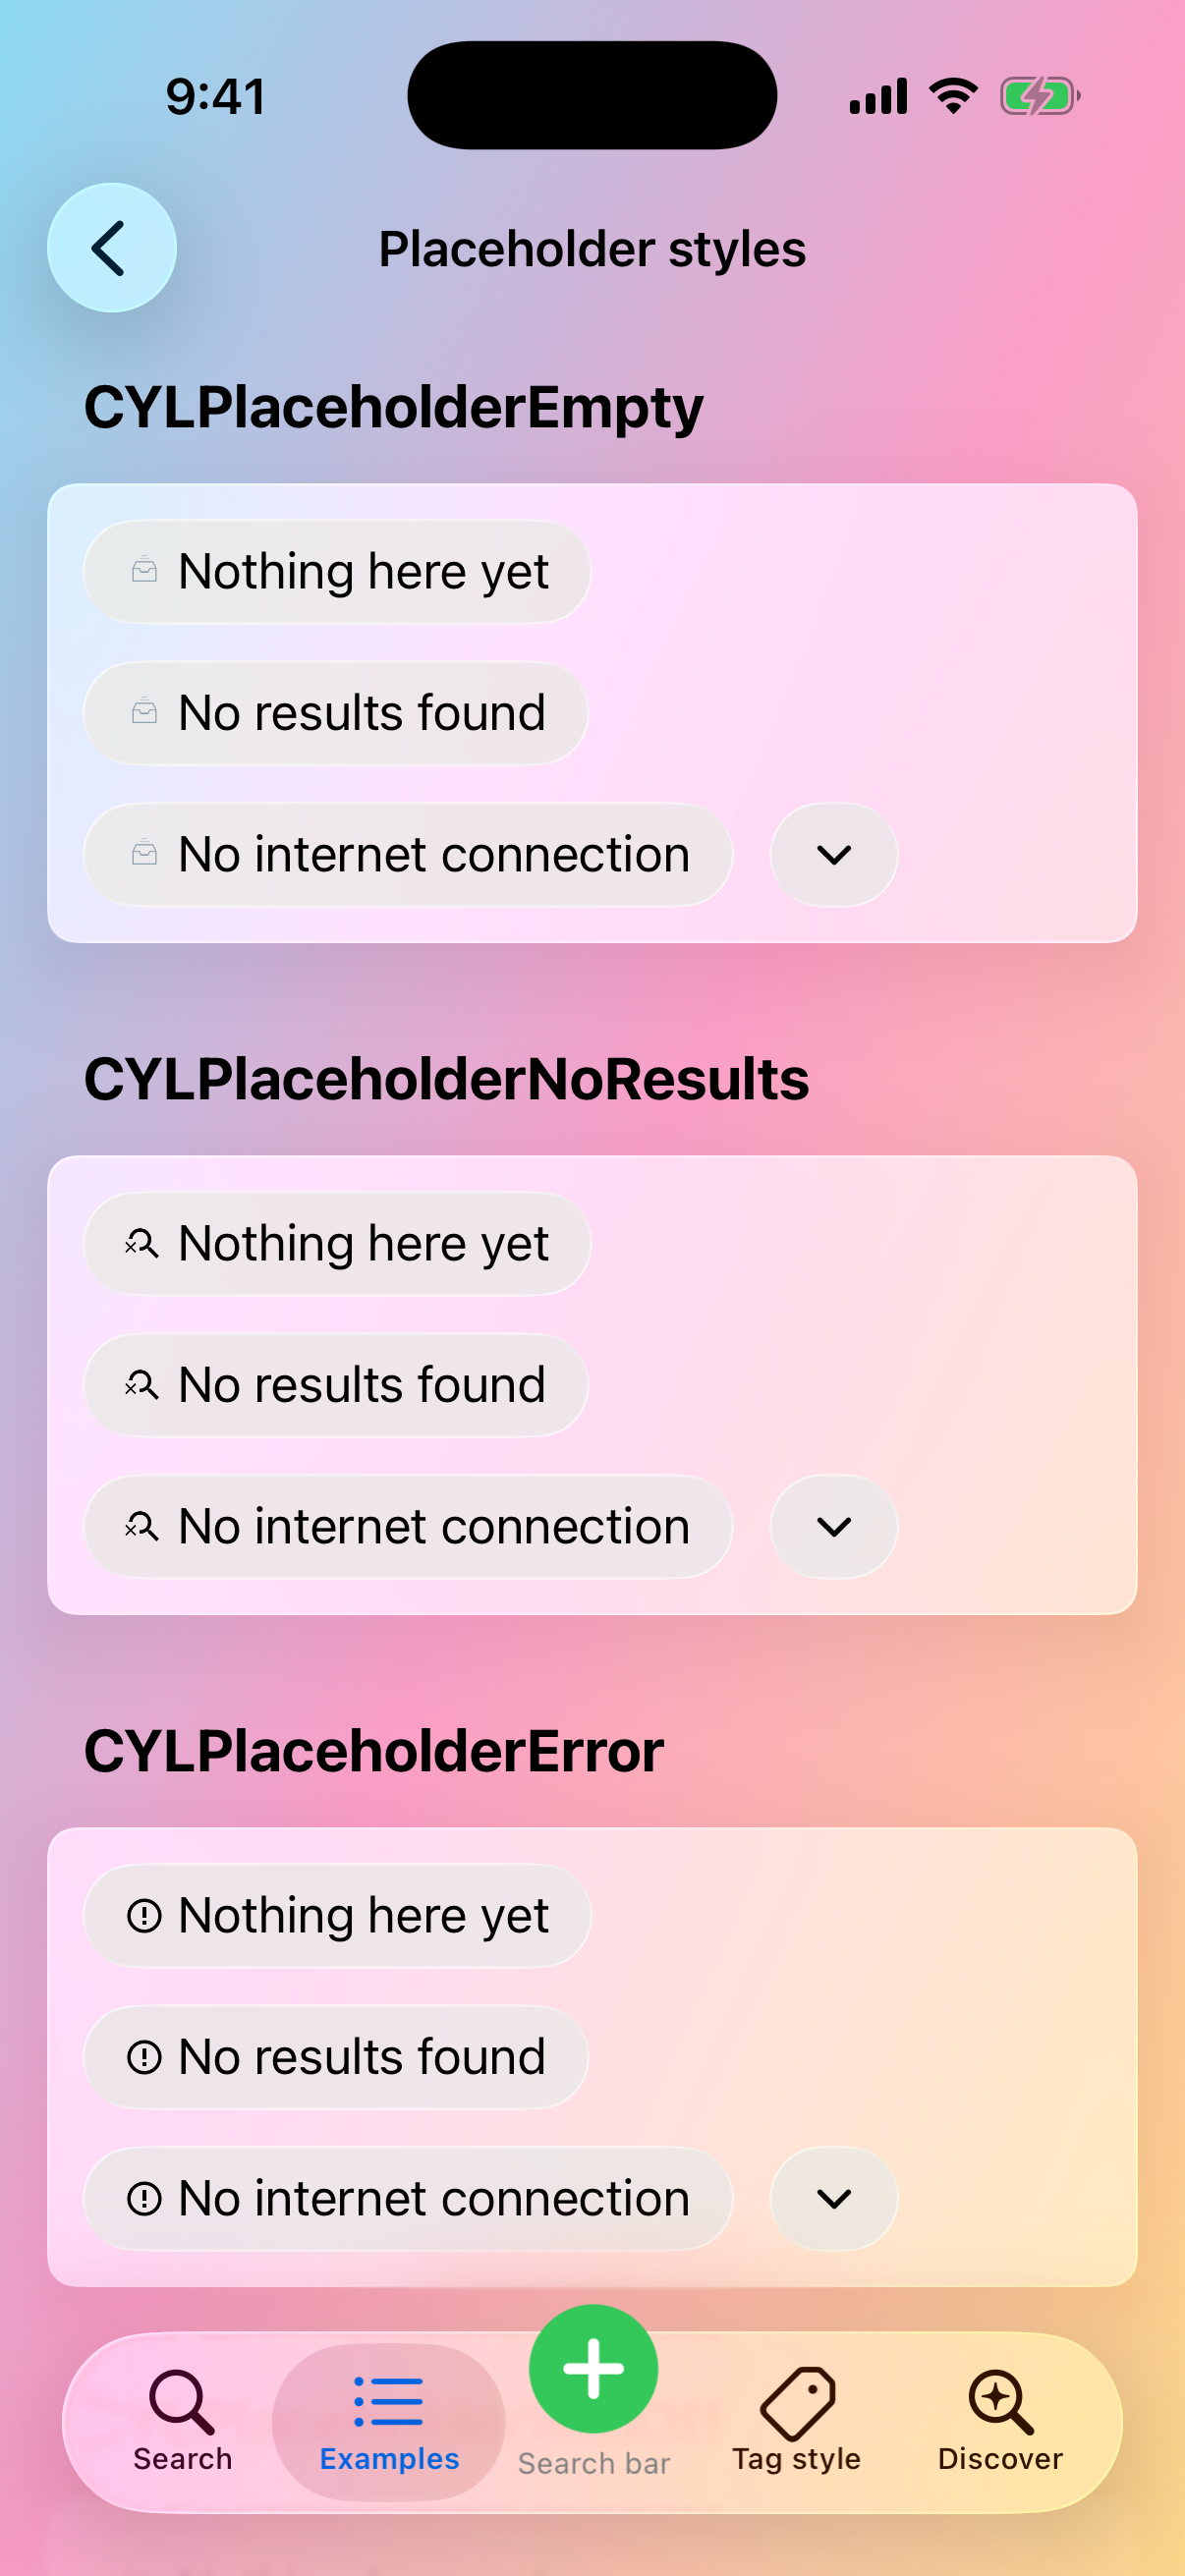 9:41
Placeholder styles
CYLPlaceholderEmpty
Nothing here yet
No results found
No internet connection
CYLPlaceholderNoResults
Nothing here yet
No results found
No internet connection
CYLPlaceholderError
Nothing here yet
No results found
No internet connection
Search
Examples
Search bar
Tag style
Discover